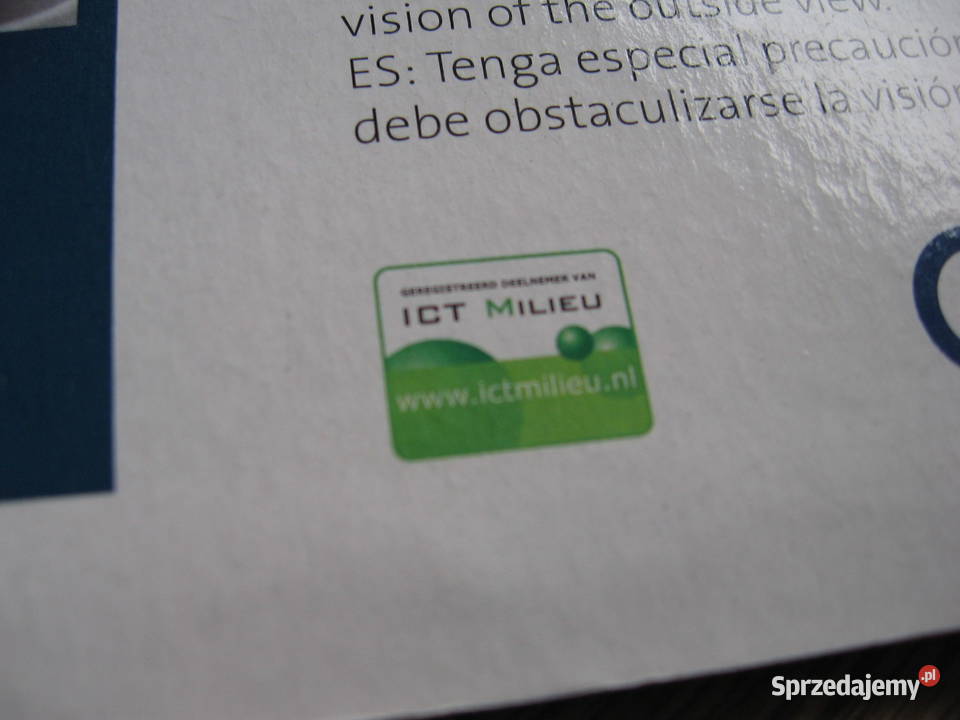 vision of the outside view.
ES: Tenga especial precaución
debe obstaculizarse la visión
GEREGISTREERD DEELNEMER VAN
ICT MILIEU
www.ictmilieu.nl
Sprzedajemy.pl